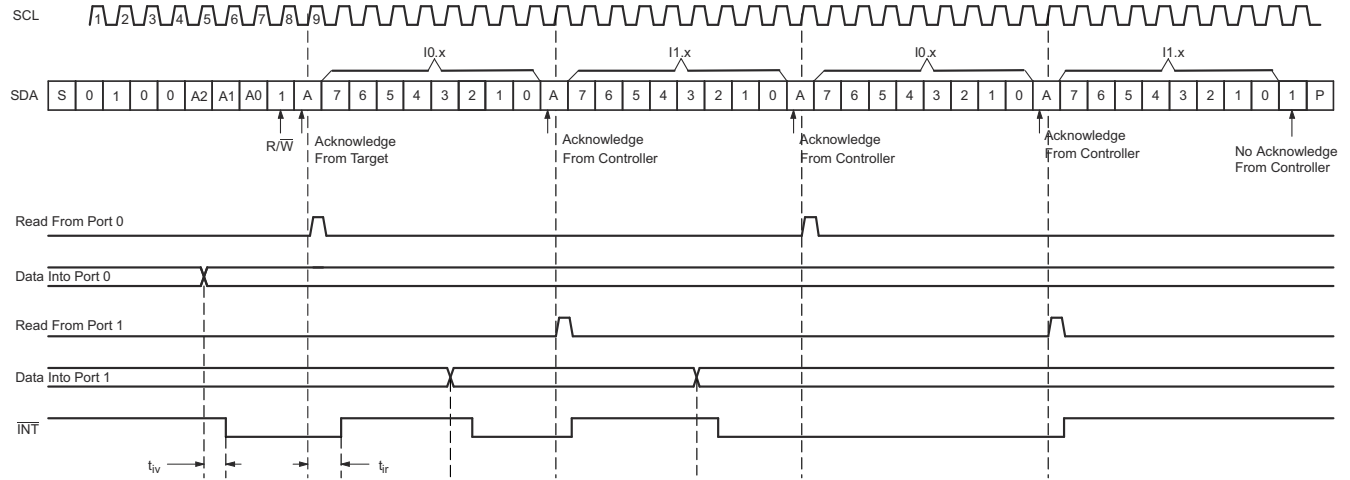 SCL 1 2 3 4 5 6 7 8 9
I0.x I1.x I0.x I1.x
SDA S 0 1 0 0 A2 A1 A0 1 A 7 6 5 4 3 2 1 0 A 7 6 5 4 3 2 1 0 A 7 6 5 4 3 2 1 0 A 7 6 5 4 3 2 1 0 1 P
R/W
Acknowledge
From Target
Acknowledge
From Controller
Acknowledge
From Controller
Acknowledge
From Controller
No Acknowledge
From Controller
Read From Port 0
Data Into Port 0
Read From Port 1
Data Into Port 1
INT
tiv tir